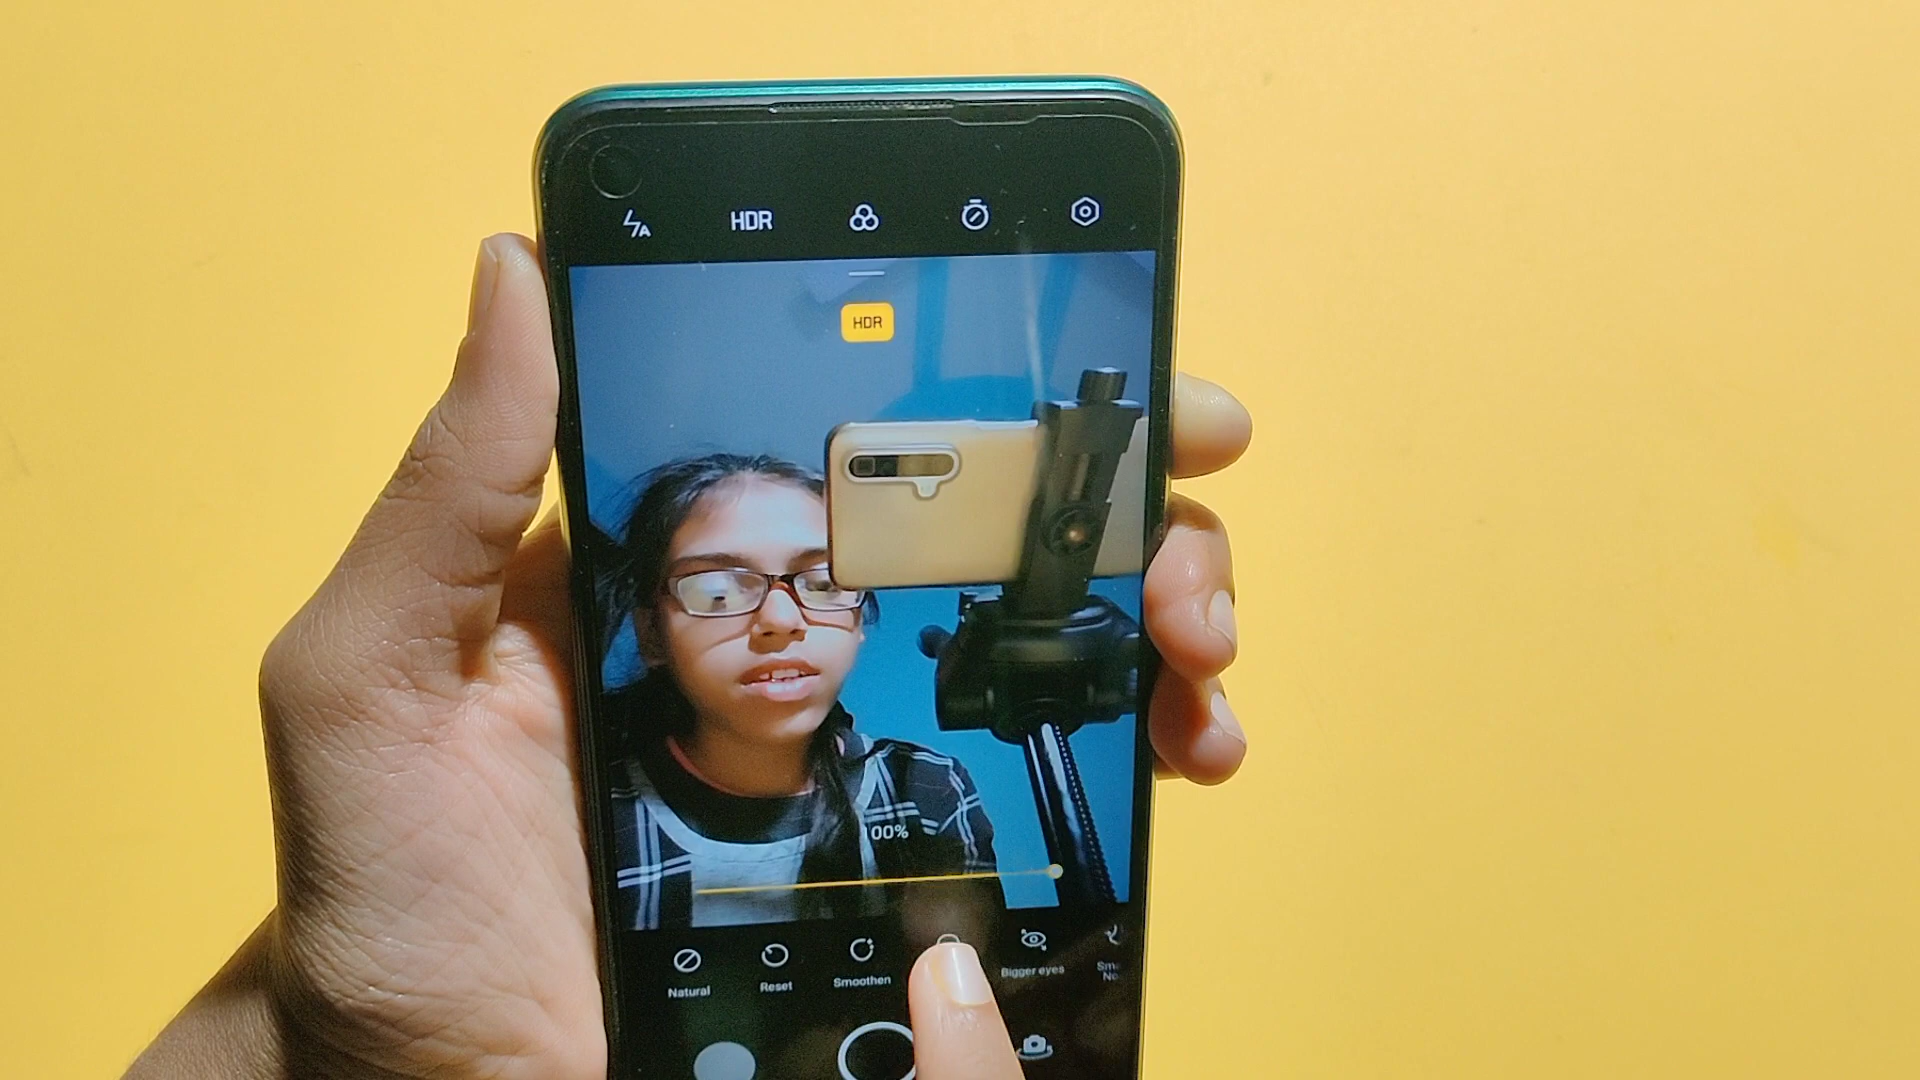 HDR
HDR
100%
Natural
Reset
Smoothen
Bigger eyes